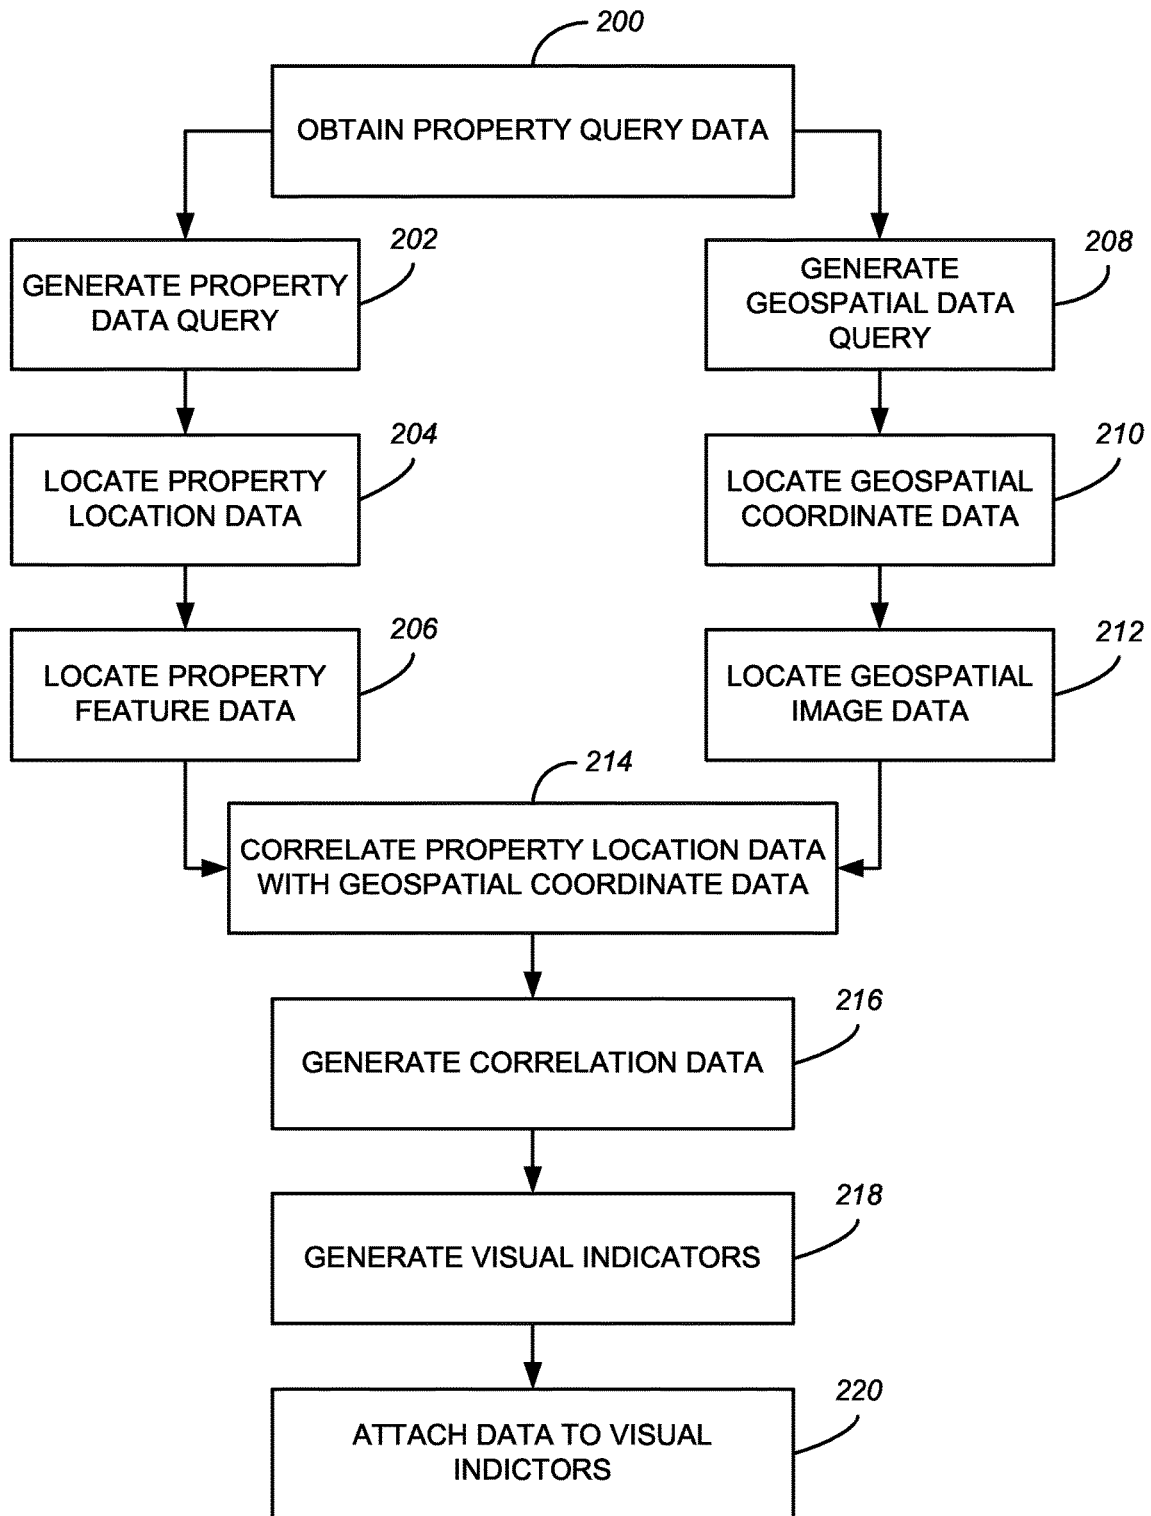 200
OBTAIN PROPERTY QUERY DATA
202
GENERATE PROPERTY
DATA QUERY
204
LOCATE PROPERTY
LOCATION DATA
206
LOCATE PROPERTY
FEATURE DATA
208
GENERATE
GEOSPATIAL DATA
QUERY
210
LOCATE GEOSPATIAL
COORDINATE DATA
212
LOCATE GEOSPATIAL
IMAGE DATA
214
CORRELATE PROPERTY LOCATION DATA
WITH GEOSPATIAL COORDINATE DATA
216
GENERATE CORRELATION DATA
218
GENERATE VISUAL INDICATORS
220
ATTACH DATA TO VISUAL
INDICTORS